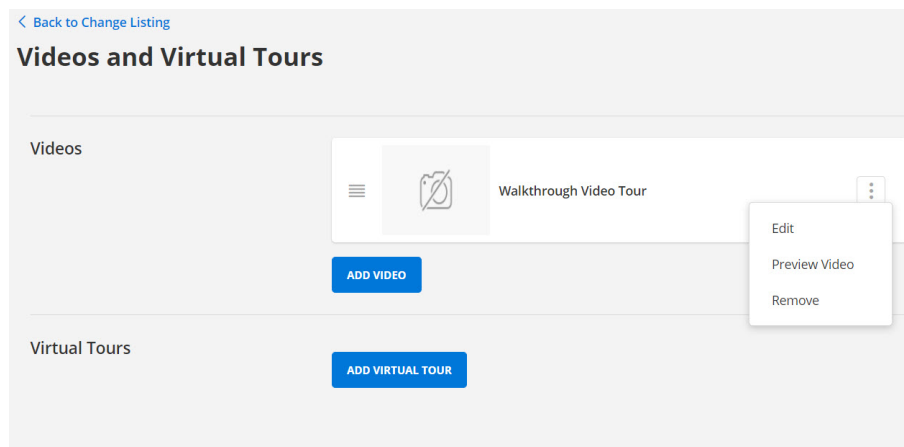 Back to Change Listing
Videos and Virtual Tours
Videos
Walkthrough Video Tour
Edit
Preview Video
Remove
ADD VIDEO
Virtual Tours
ADD VIRTUAL TOUR